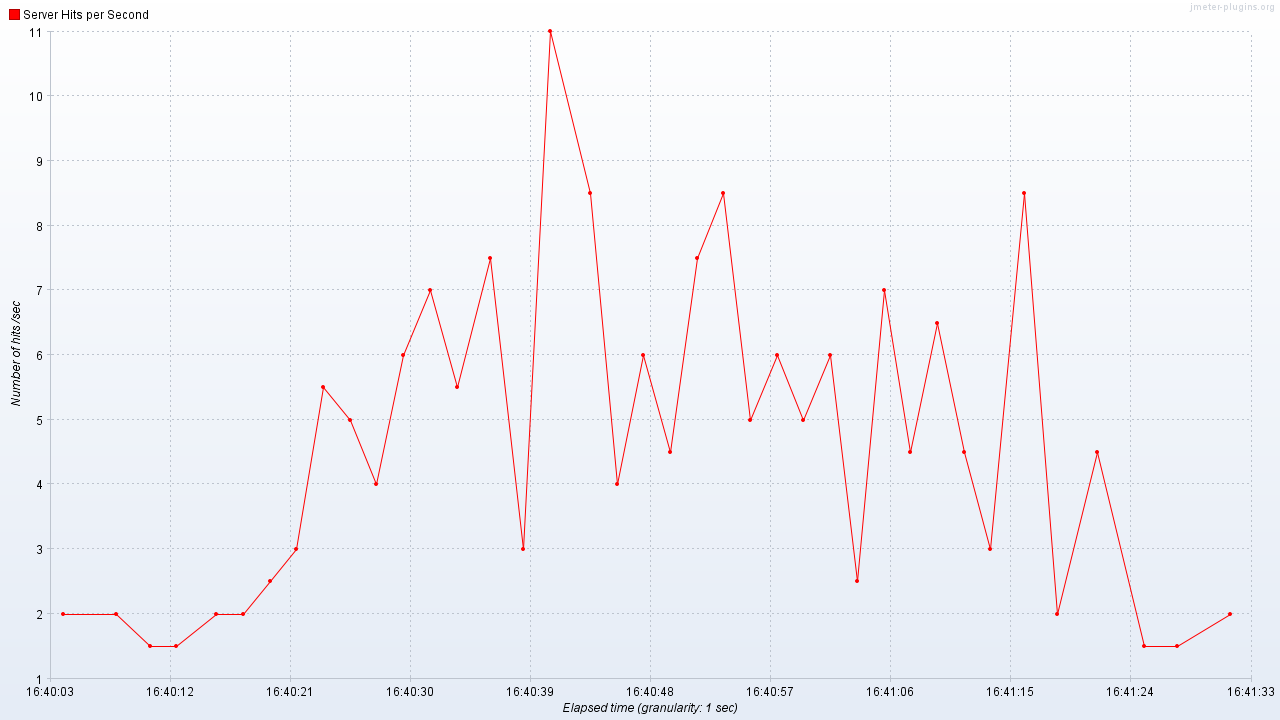 Server Hits per Second
jmeter-plugins.org
11
10
9
8
7
6
5
4
3
2
1
Number of hits /sec
16:40:03 16:40:12 16:40:21 16:40:30 16:40:39 16:40:48 16:40:57 16:41:06 16:41:15 16:41:24 16:41:33
Elapsed time (granularity: 1 sec)